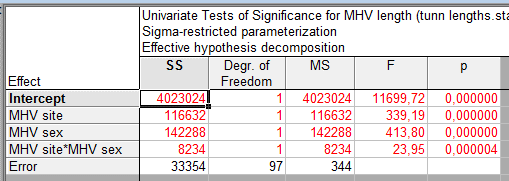 Univariate Tests of Significance for MHV length (tunn lengths.sta
Sigma-restricted parameterization
Effective hypothesis decomposition
SS Degr. of MS F p
Effect Freedom
Intercept 4023024 1 4023024 11699,72 0,000000
MHV site 116632 1 116632 339,19 0,000000
MHV sex 142288 1 142288 413,80 0,000000
MHV site*MHV sex 8234 1 8234 23,95 0,000004
Error 33354 97 344